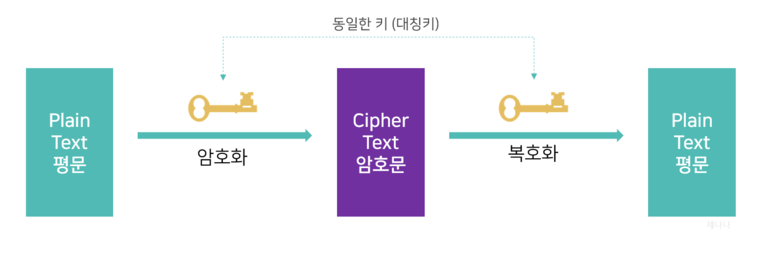 동일한 키 (대칭키)
Plain
Text
평문
암호화
Cipher
Text
암호문
복호화
Plain
Text
평문